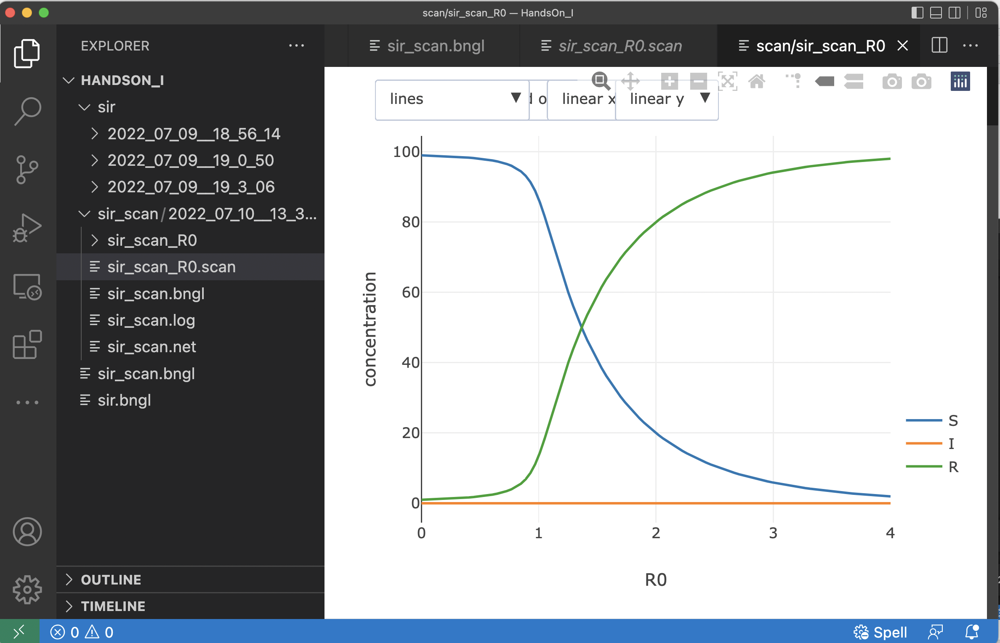 scan/sir_scan_R0 — HandsOn_I
EXPLORER
sir_scan.bngl
sir_scan_R0.scan
scan/sir_scan_R0
HANDSON_I
sir
2022_07_09__18_56_14
2022_07_09__19_0_50
2022_07_09__19_3_06
sir_scan/2022_07_10__13_3...
sir_scan_R0
sir_scan_R0.scan
sir_scan.bngl
sir_scan.log
sir_scan.net
sir_scan.bngl
sir.bngl
OUTLINE
TIMELINE
lines
linear x
linear y
100
80
60
40
20
0
concentration
0 1 2 3 4
R0
S
I
R
0 0
Spell